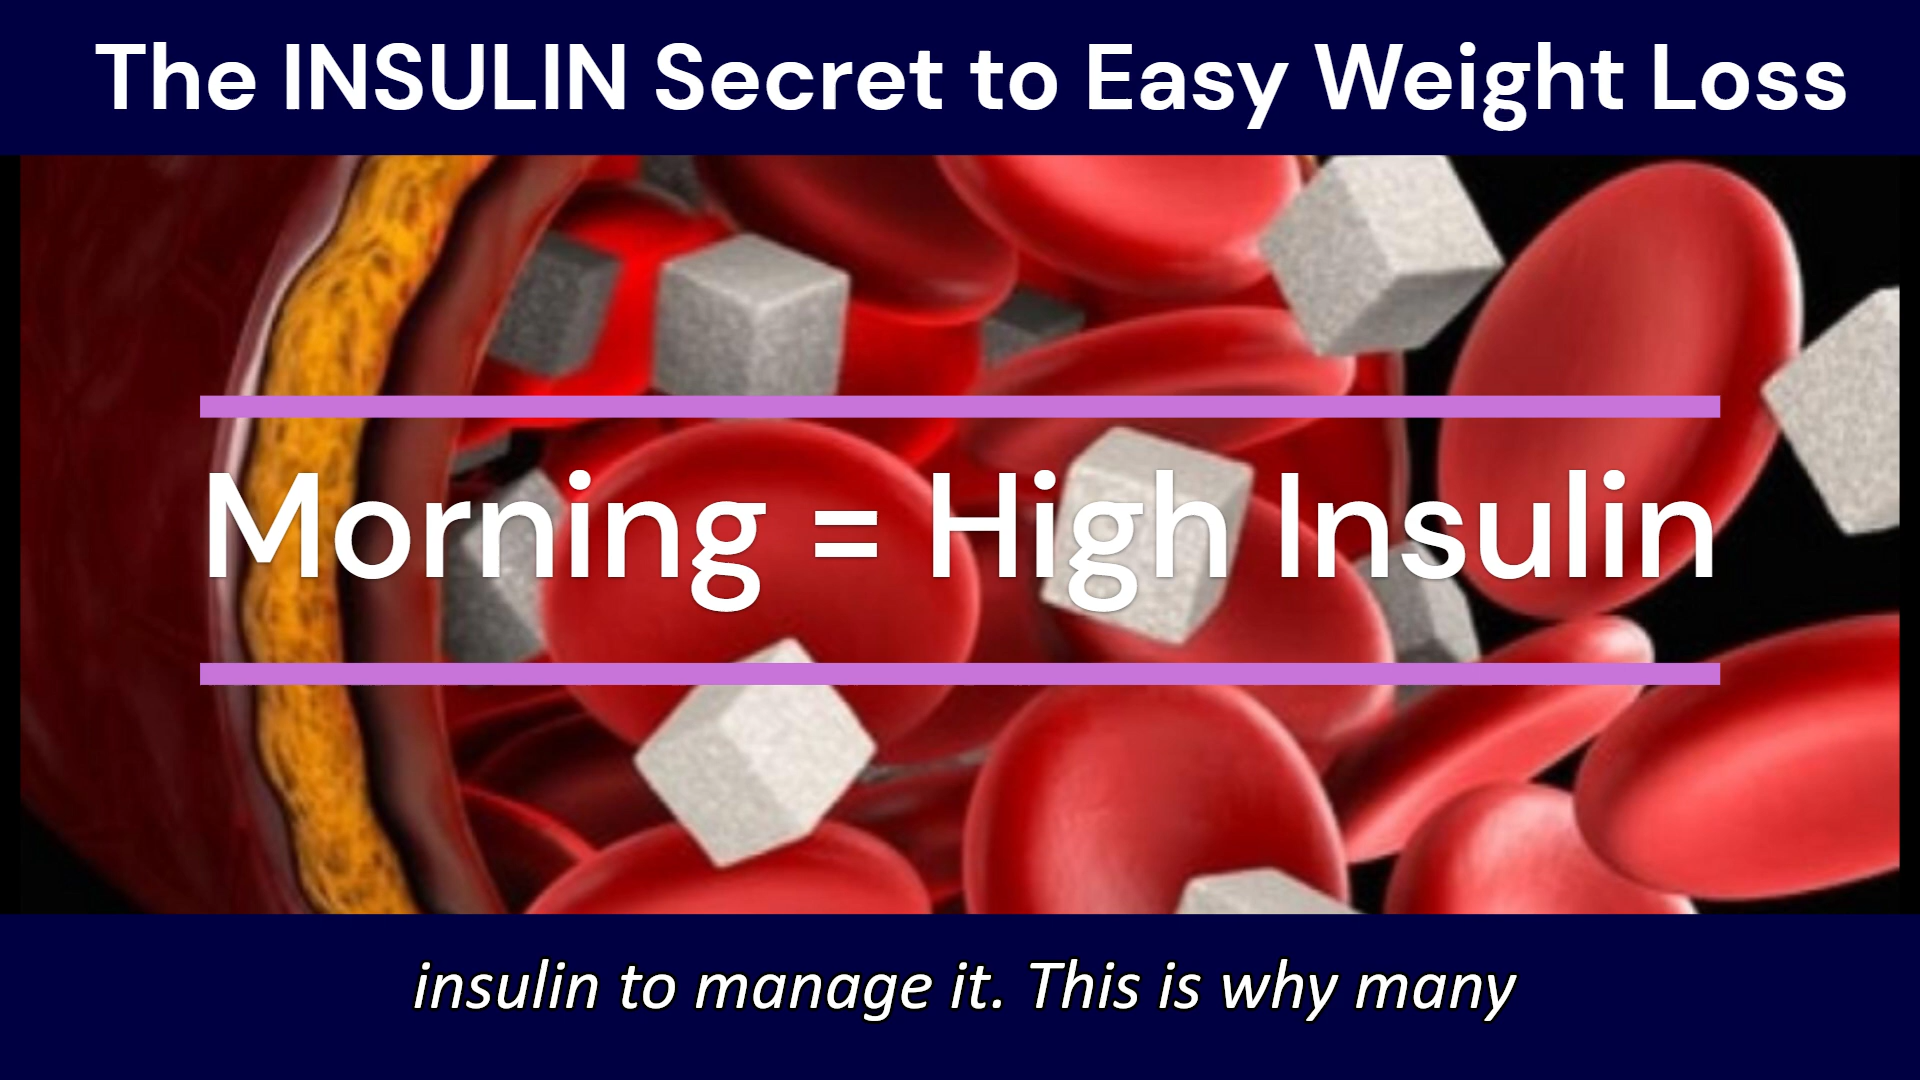 The INSULIN Secret to Easy Weight Loss
Morning = High Insulin
insulin to manage it. This is why many